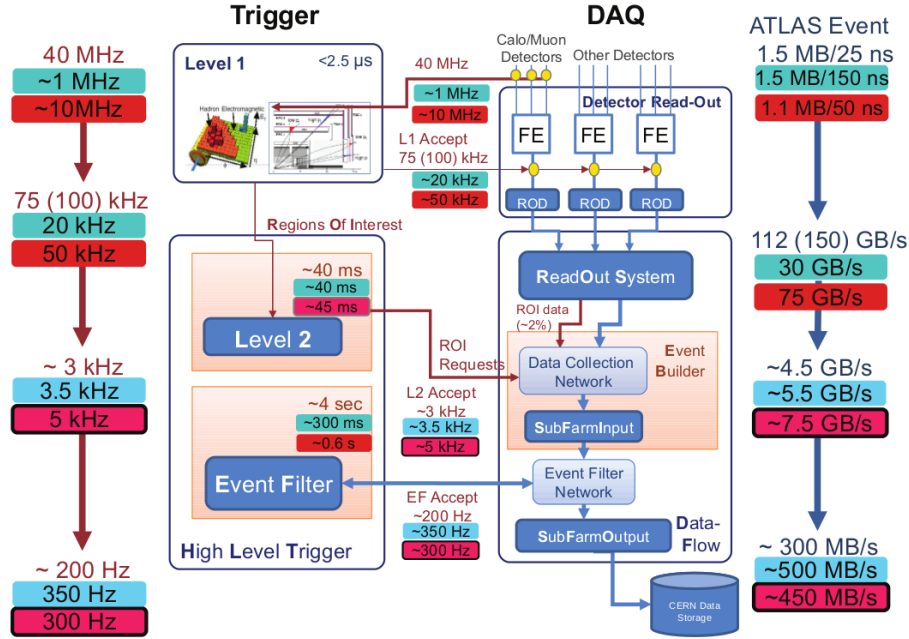 Trigger
DAQ
ATLAS Event
40 MHz
~1 MHz
~10MHz
75 (100) kHz
20 kHz
50 kHz
~ 3 kHz
3.5 kHz
5 kHz
~ 200 Hz
350 Hz
300 Hz
Level 1
<2.5 µs
Hadron Electromagnetic
Regions Of Interest
~40 ms
~40 ms
~45 ms
Level 2
~4 sec
~300 ms
~0.6 s
Event Filter
High Level Trigger
40 MHz
~1 MHz
~10 MHz
L1 Accept
75 (100) kHz
~20 kHz
~50 kHz
ROI
Requests
L2 Accept
~3 kHz
~3.5 kHz
~5 kHz
EF Accept
~200 Hz
~350 Hz
~300 Hz
Calo/Muon
Detectors
Other Detectors
Detector Read-Out
FE
FE
FE
ROD
ROD
ROD
ReadOut System
ROI data
(~2%)
Data Collection
Network
Event
Builder
SubFarmInput
Event Filter
Network
SubFarmOutput
Data-
Flow
CERN Data
Storage
1.5 MB/25 ns
1.5 MB/150 ns
1.1 MB/50 ns
112 (150) GB/s
30 GB/s
75 GB/s
~4.5 GB/s
~5.5 GB/s
~7.5 GB/s
~ 300 MB/s
~500 MB/s
~450 MB/s